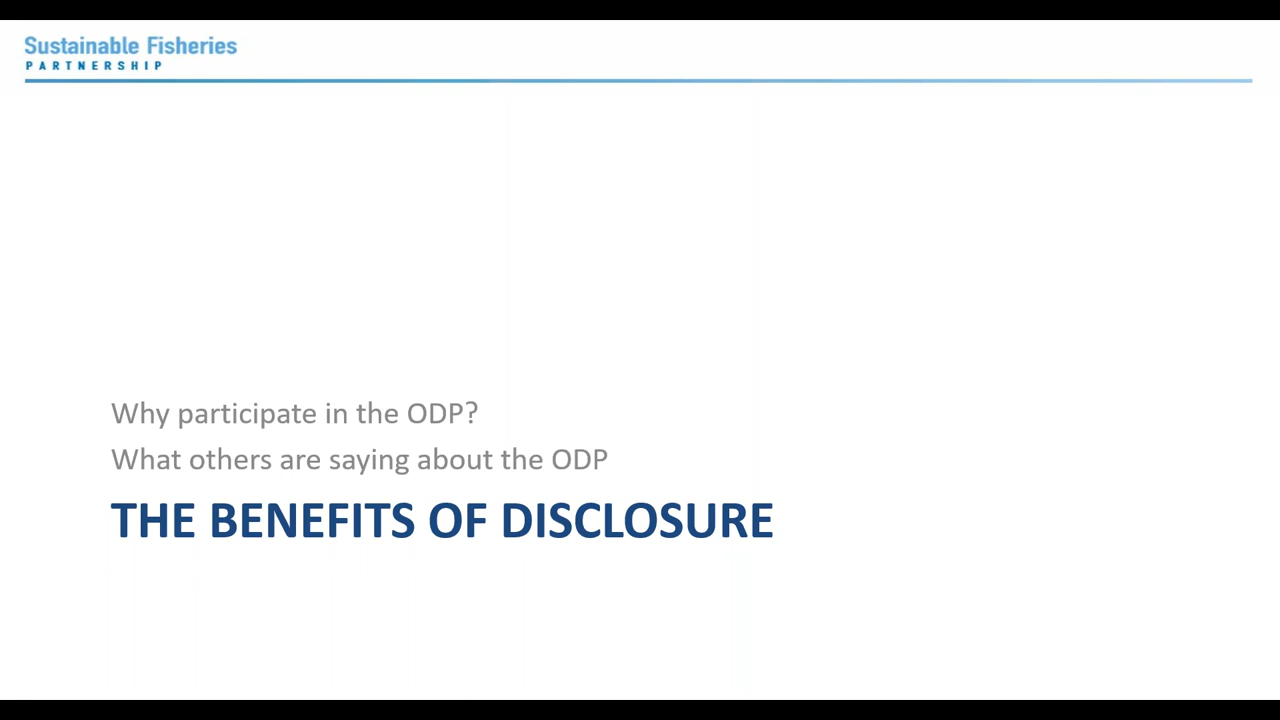 Sustainable Fisheries
PARTNERSHIP
Why participate in the ODP?
What others are saying about the ODP
THE BENEFITS OF DISCLOSURE